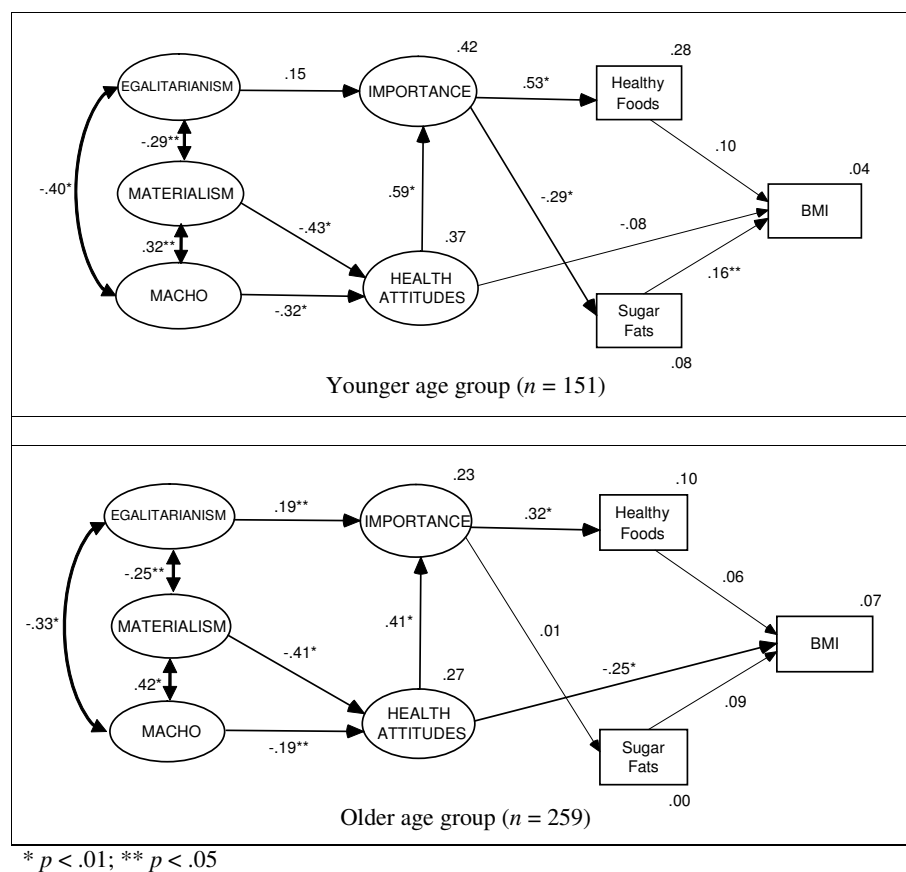 .42
.28
EGALITARIANISM
.15
IMPORTANCE
.53*
Healthy
Foods
-.29**
.10
.04
-.40*
MATERIALISM
.59*
-.29*
BMI
-.43*
.37
-.08
.32**
.16**
MACHO
-.32*
HEALTH
ATTITUDES
Sugar
Fats
.08
Younger age group (n = 151)
.23
.10
EGALITARIANISM
.19**
IMPORTANCE
.32*
Healthy
Foods
-.25**
.06
.07
-.33*
MATERIALISM
.41*
.01
BMI
-.41*
.42*
.27
-.25*
.09
MACHO
-.19**
HEALTH
ATTITUDES
Sugar
Fats
.00
Older age group (n = 259)
* p < .01; ** p < .05